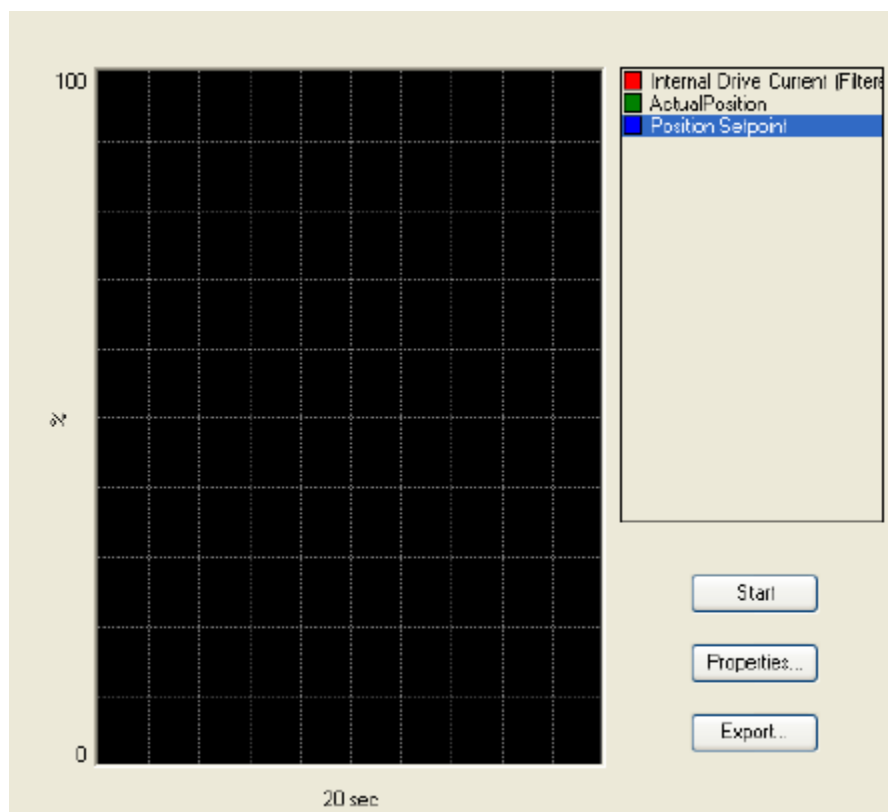 100
%
0
20 sec
Internal Drive Current (Filtere
ActualPosition
Position Setpoint
Start
Properties...
Export...